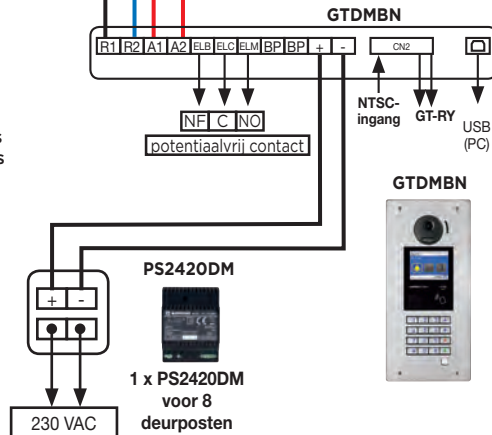 GTDMBN
R1 R2 A1 A2 ELB ELC ELM BP BP + -
CN2
NF C NO
potentiaalvrij contact
NTSC-
ingang
GT-RY
USB
(PC)
s
s
GTDMBN
+ -
PS2420DM
1 x PS2420DM
voor 8
deurposten
230 VAC